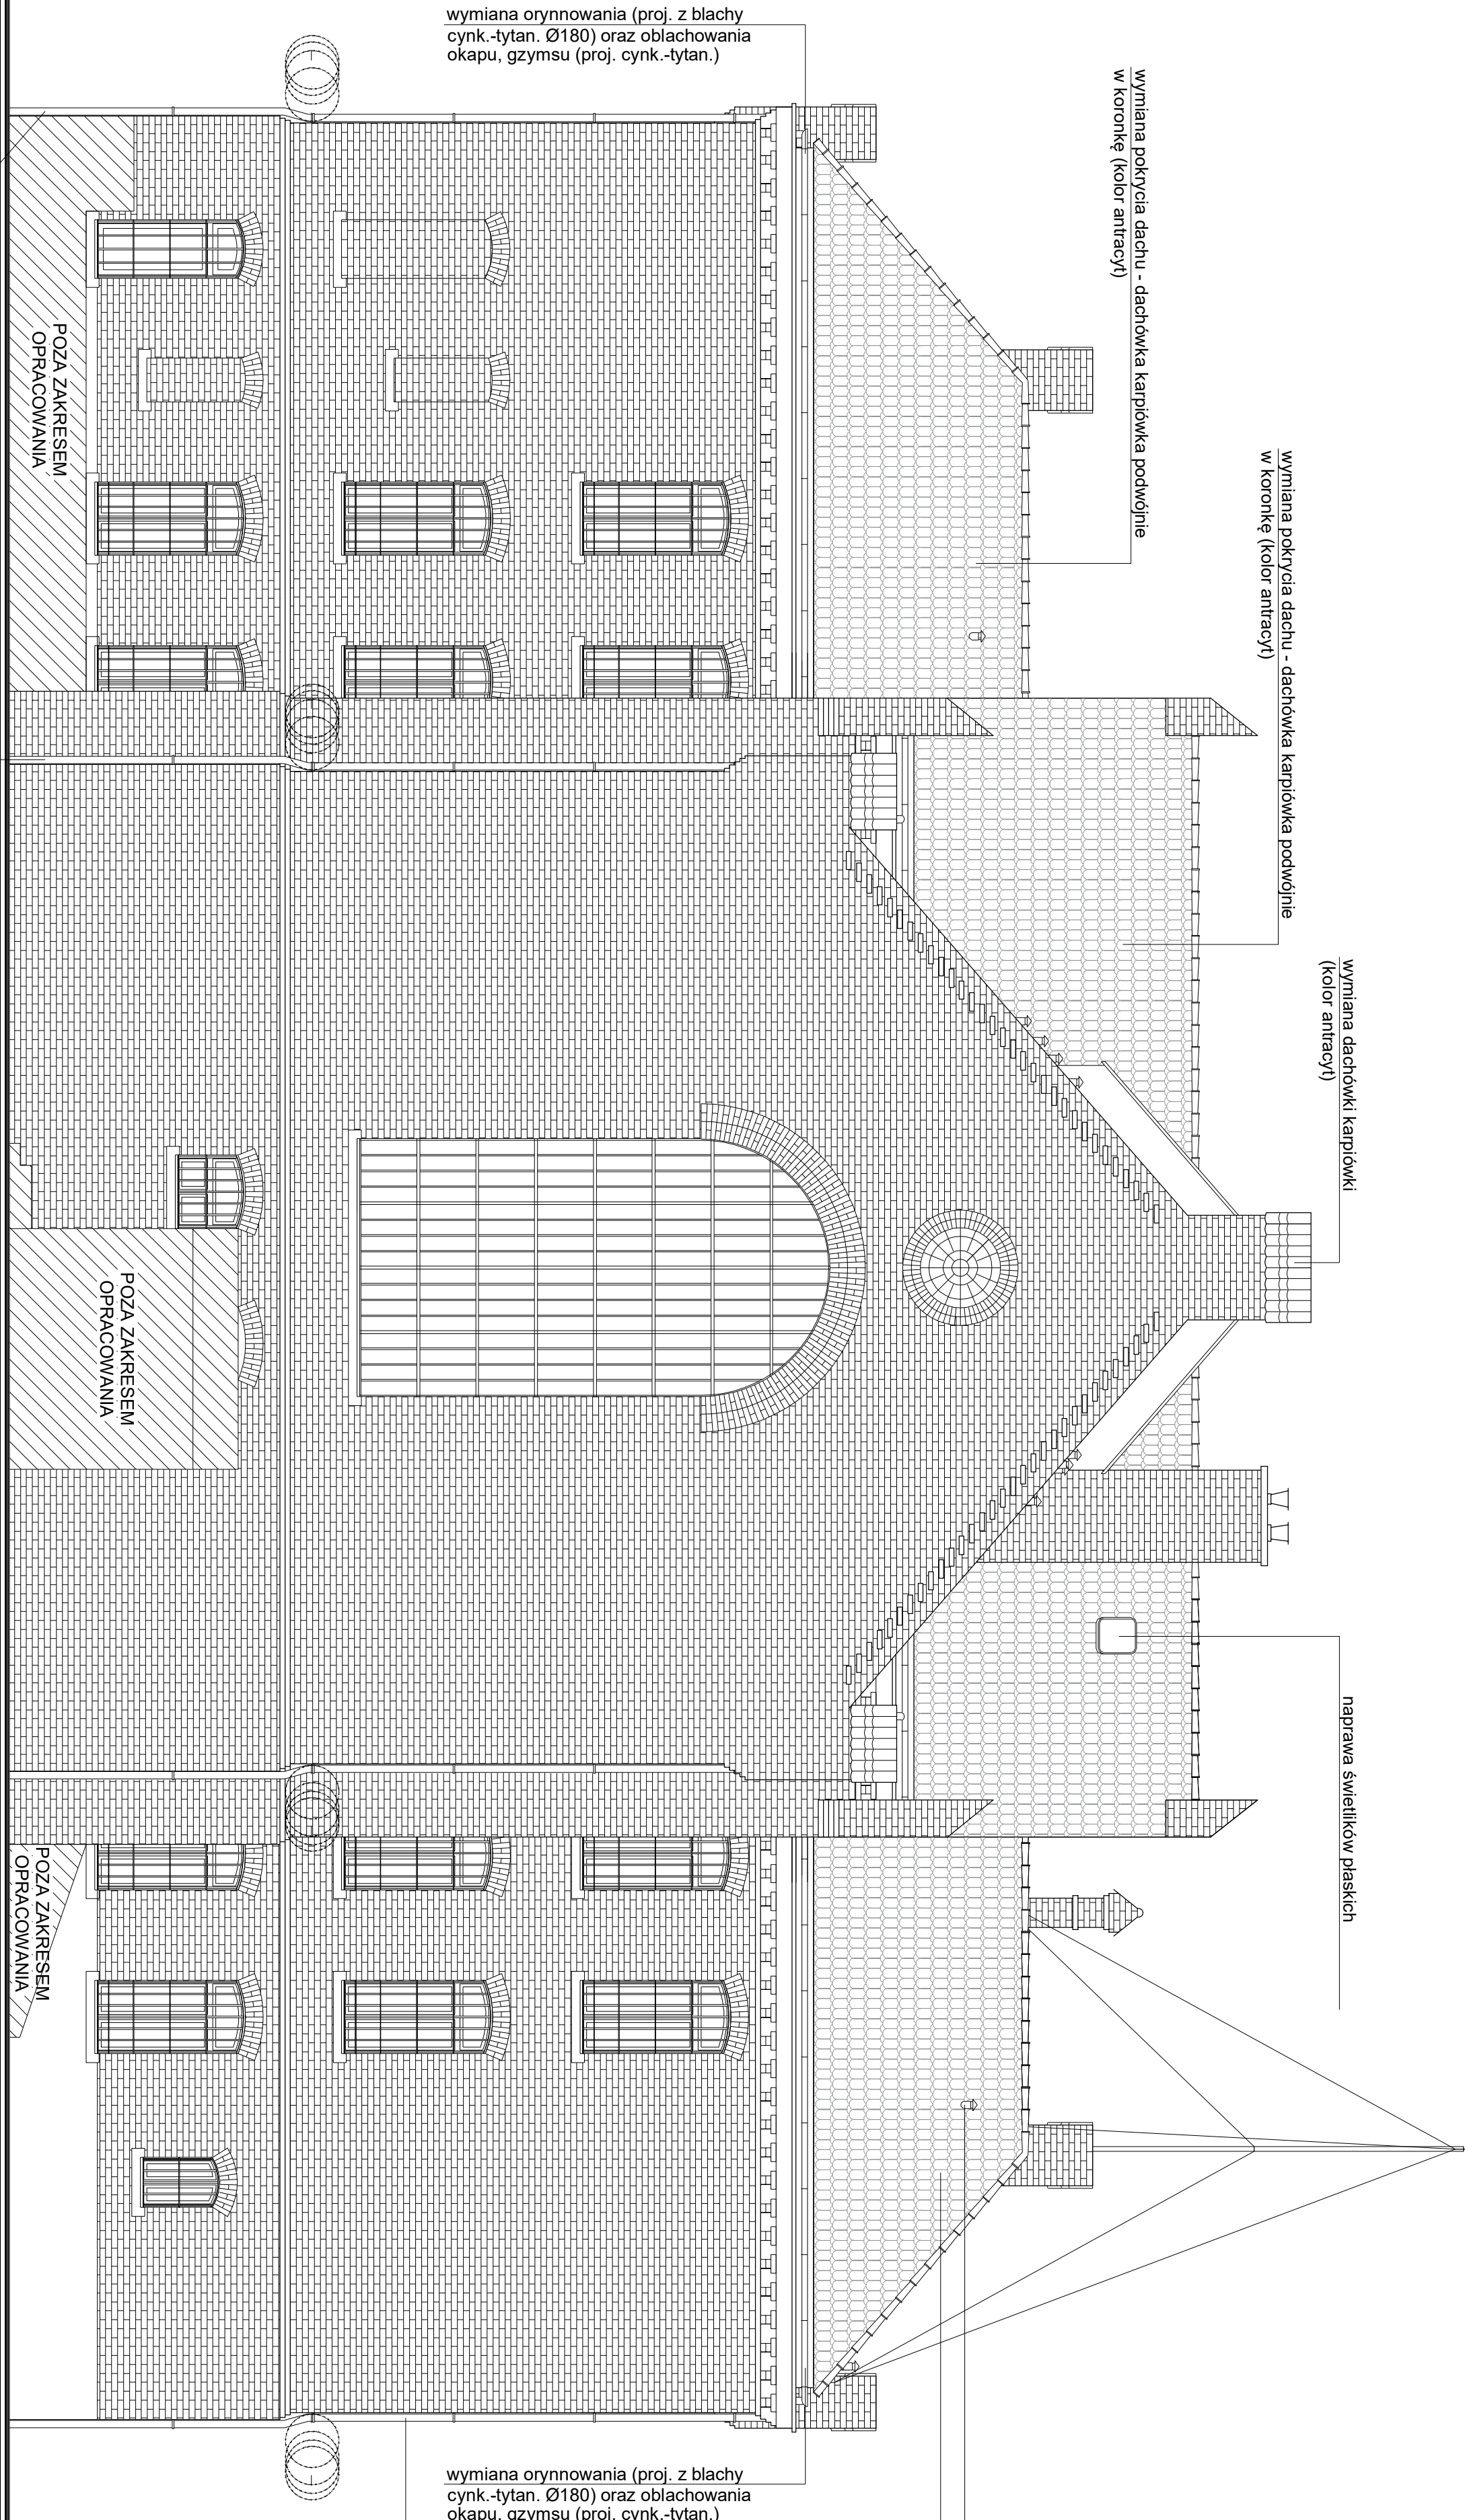 wymiana orynnowania (proj. z blachy
cynk.-tytan. Ø180) oraz oblachowania
okapu, gzymsu (proj. cynk.-tytan.)
wymiana pokrycia dachu - dachówka karpiówka podwójnie
w koronkę (kolor antracyt)
wymiana pokrycia dachu - dachówka karpiówka podwójnie
w koronkę (kolor antracyt)
wymiana dachówki karpiówki
(kolor antracyt)
naprawa świetlików płaskich
POZA ZAKRESEM
OPRACOWANIA
POZA ZAKRESEM
OPRACOWANIA
POZA ZAKRESEM
OPRACOWANIA
wymiana orynnowania (proj. z blachy
cynk.-tytan. Ø180) oraz oblachowania
okapu, gzymsu (proj. cynk.-tytan.)